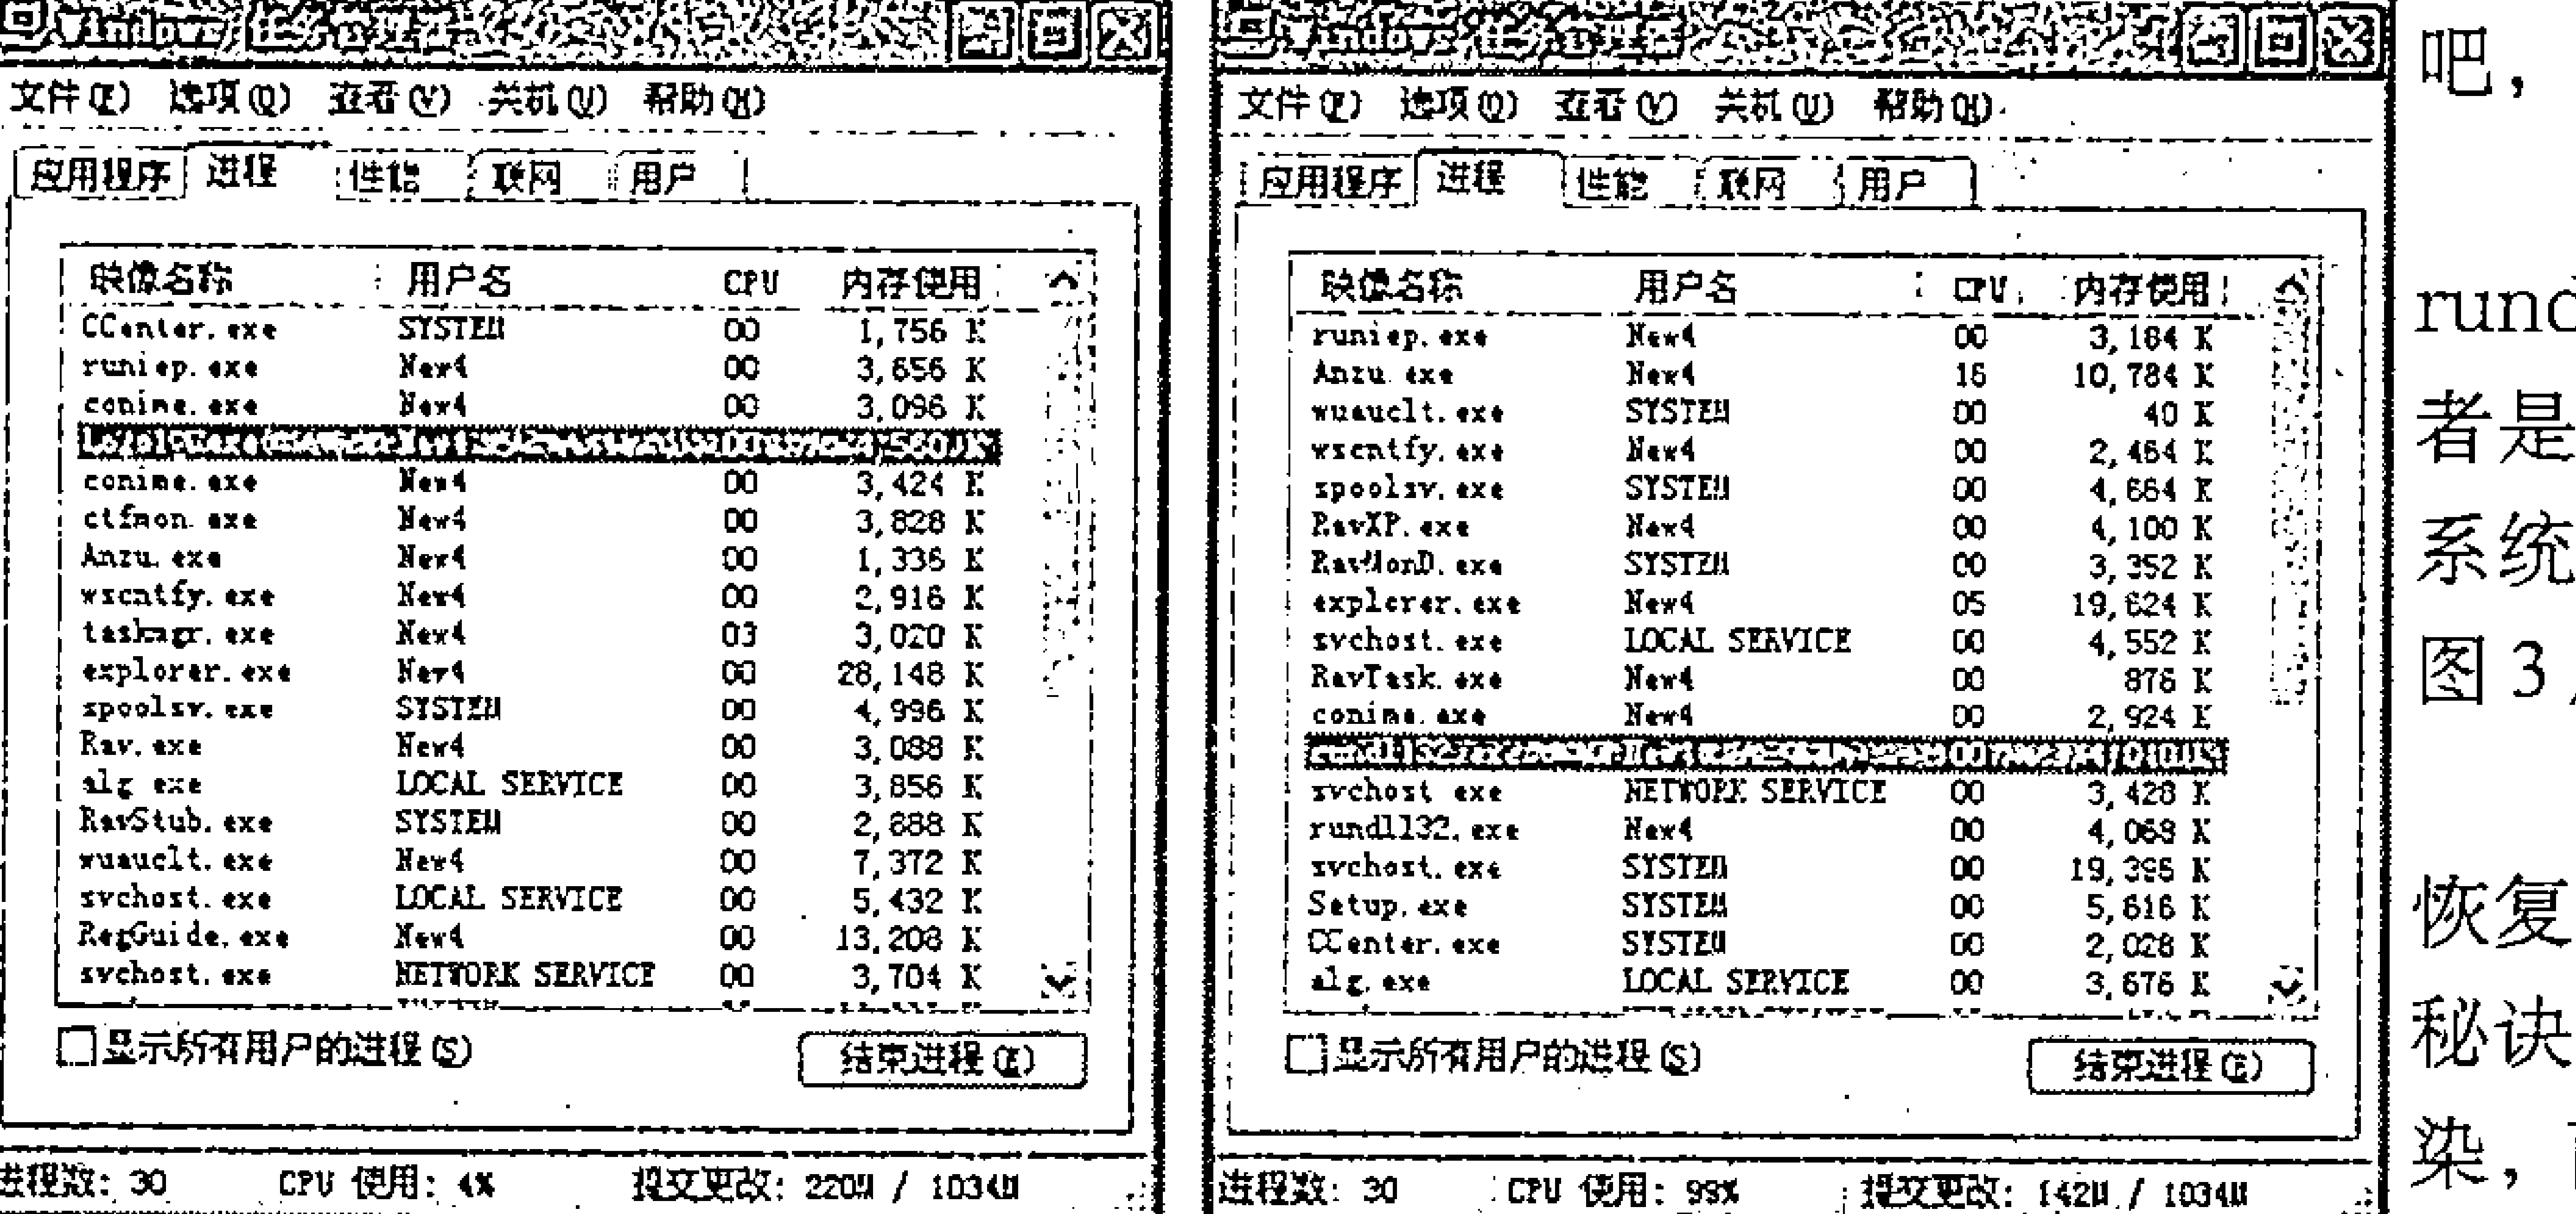 Windows 任务管理器
文件(F) 选项(O) 查看(V) 关机(U) 帮助(H)
应用程序 进程 性能 联网 用户
映像名称 用户名 CPU 内存使用
CCenter.exe SYSTEM 00 1,756 K
runiep.exe New4 00 3,656 K
conime.exe New4 00 3,096 K
conime.exe New4 00 3,424 K
ctfmon.exe New4 00 3,828 K
Anzu.exe New4 00 1,336 K
wscntfy.exe New4 00 2,916 K
taskmgr.exe New4 03 3,020 K
explorer.exe New4 00 28,148 K
spoolsv.exe SYSTEM 00 4,996 K
Rav.exe New4 00 3,088 K
alg.exe LOCAL SERVICE 00 3,856 K
RavStub.exe SYSTEM 00 2,888 K
wuauclt.exe New4 00 7,372 K
svchost.exe LOCAL SERVICE 00 5,432 K
RegGuide.exe New4 00 13,208 K
svchost.exe NETWORK SERVICE 00 3,704 K
显示所有用户的进程(S) 结束进程(E)
进程数: 30 CPU 使用: 4% 提交更改: 220M / 1034M
Windows 任务管理器
文件(F) 选项(O) 查看(V) 关机(U) 帮助(H)
应用程序 进程 性能 联网 用户
映像名称 用户名 CPU 内存使用
runiep.exe New4 00 3,184 K
Anzu.exe New4 16 10,784 K
wuauclt.exe SYSTEM 00 40 K
wscntfy.exe New4 00 2,464 K
spoolsv.exe SYSTEM 00 4,664 K
RavXP.exe New4 00 4,100 K
RavMonD.exe SYSTEM 00 3,352 K
explorer.exe New4 05 19,624 K
svchost.exe LOCAL SERVICE 00 4,552 K
RavTask.exe New4 00 876 K
conime.exe New4 00 2,924 K
rundll32.exe 00
svchost.exe NETWORK SERVICE 00 3,428 K
rundll32.exe New4 00 4,068 K
svchost.exe SYSTEM 00 19,396 K
Setup.exe SYSTEM 00 5,616 K
CCenter.exe SYSTEM 00 2,028 K
alg.exe LOCAL SERVICE 00 3,676 K
显示所有用户的进程(S) 结束进程(E)
进程数: 30 CPU 使用: 99% 提交更改: 142M / 1034M
吧，
rund
者是
系统
图 3
恢复
秘诀
染，